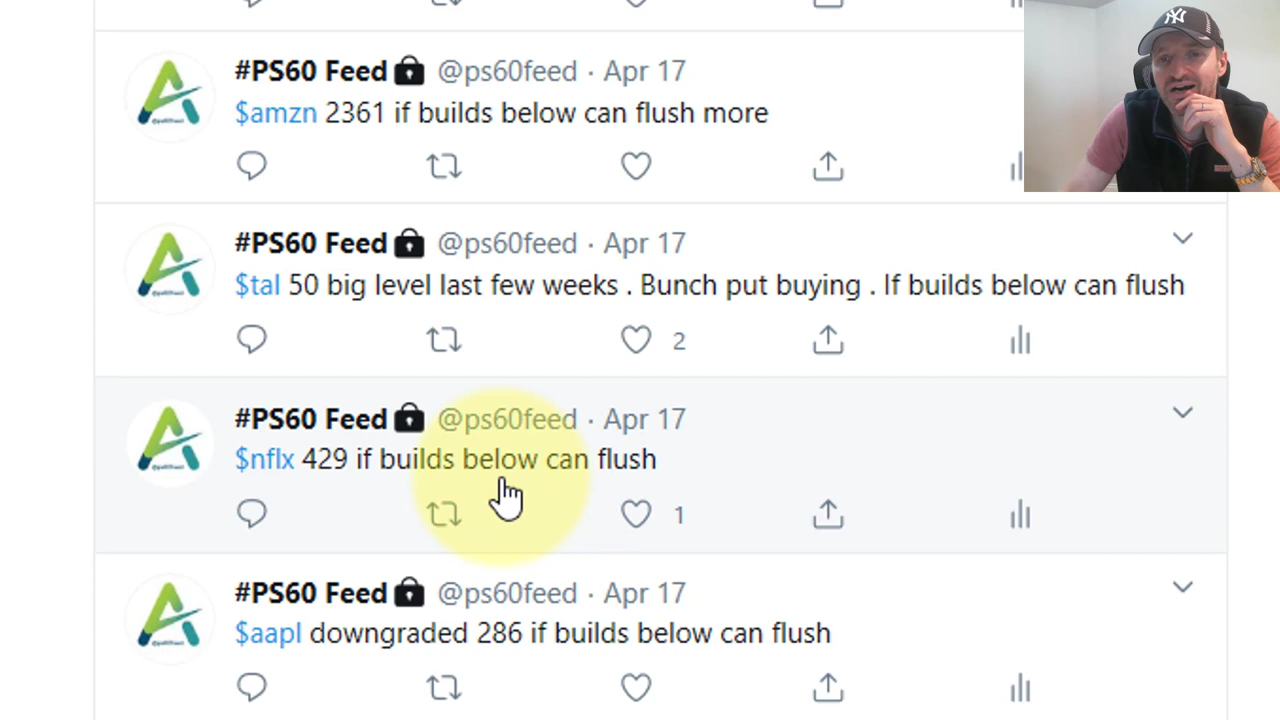 #PS60 Feed @ps60feed · Apr 17
$amzn 2361 if builds below can flush more
#PS60 Feed @ps60feed · Apr 17
$tal 50 big level last few weeks . Bunch put buying . If builds below can flush
2
#PS60 Feed @ps60feed · Apr 17
$nflx 429 if builds below can flush
1
#PS60 Feed @ps60feed · Apr 17
$aapl downgraded 286 if builds below can flush